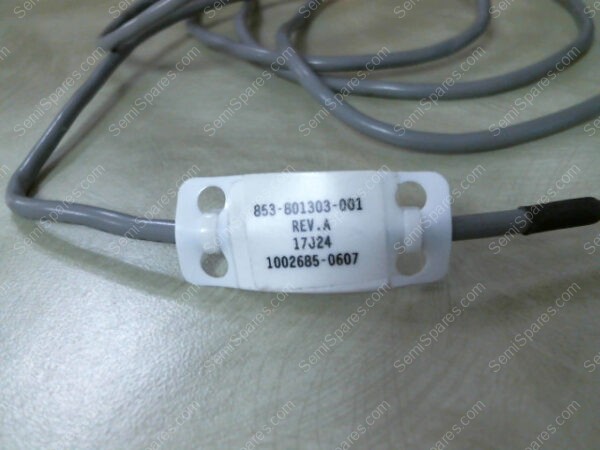 853-801303-001
REV.A
17J24
1002685-0607
SemiSpares.com